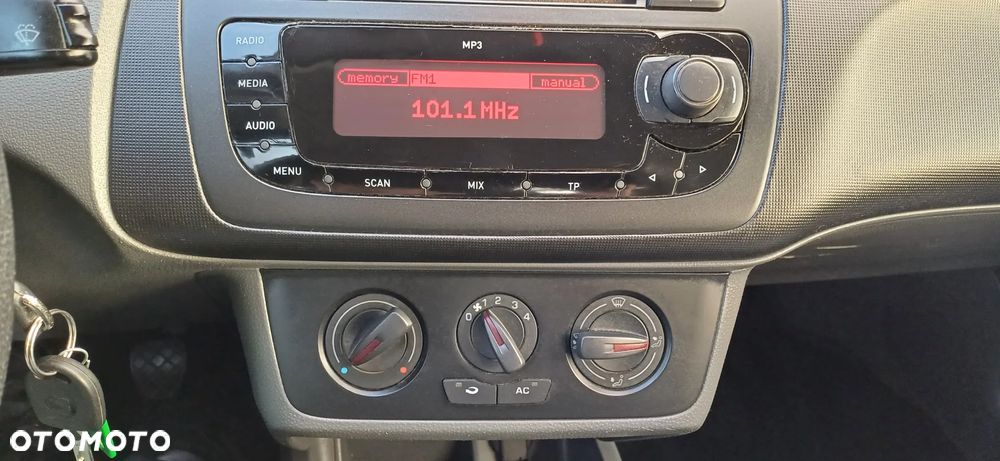 MP3
RADIO
MEDIA
AUDIO
MENU
memory FM1 manual
101.1 MHz
SCAN MIX TP
0 1 2 3 4
AC
OTOMOTO